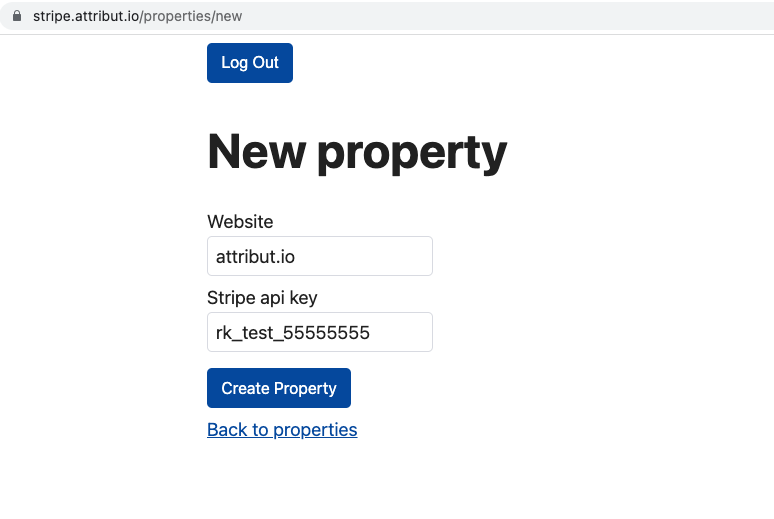 stripe.attribut.io/properties/new
Log Out
New property
Website
attribut.io
Stripe api key
rk_test_55555555
Create Property
Back to properties